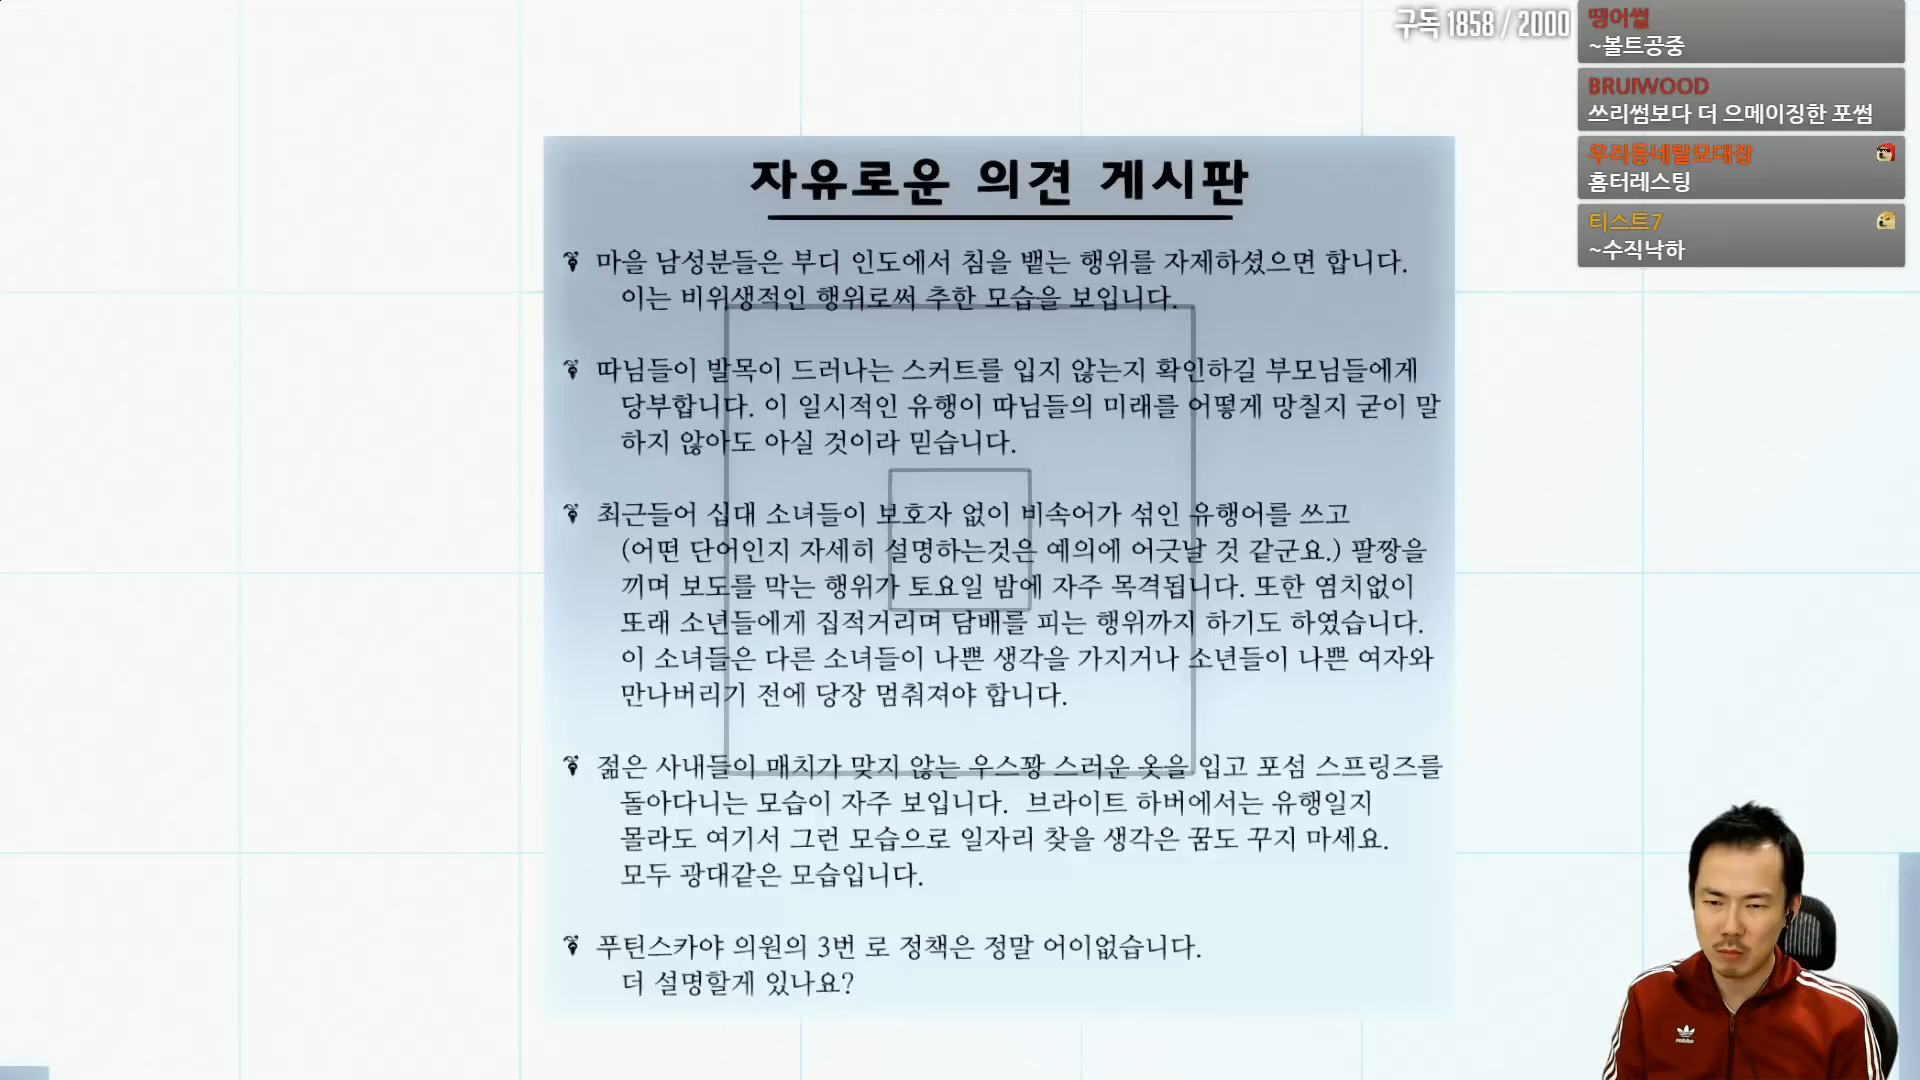 구독 1858 / 2000
땡어썰
~볼트공중
BRUIWOOD
쓰리썸보다 더 으메이징한 포썸
우리동네탈모대장
흠터레스팅
티스트7
~수직낙하
자유로운 의견 게시판
마을 남성분들은 부디 인도에서 침을 뱉는 행위를 자제하셨으면 합니다.
이는 비위생적인 행위로써 추한 모습을 보입니다.
따님들이 발목이 드러나는 스커트를 입지 않는지 확인하길 부모님들에게
당부합니다. 이 일시적인 유행이 따님들의 미래를 어떻게 망칠지 굳이 말
하지 않아도 아실 것이라 믿습니다.
최근들어 십대 소녀들이 보호자 없이 비속어가 섞인 유행어를 쓰고
(어떤 단어인지 자세히 설명하는것은 예의에 어긋날 것 같군요.) 팔짱을
끼며 보도를 막는 행위가 토요일 밤에 자주 목격됩니다. 또한 염치없이
또래 소년들에게 집적거리며 담배를 피는 행위까지 하기도 하였습니다.
이 소녀들은 다른 소녀들이 나쁜 생각을 가지거나 소년들이 나쁜 여자와
만나버리기 전에 당장 멈춰져야 합니다.
젊은 사내들이 매치가 맞지 않는 우스꽝 스러운 옷을 입고 포섬 스프링즈를
돌아다니는 모습이 자주 보입니다. 브라이트 하버에서는 유행일지
몰라도 여기서 그런 모습으로 일자리 찾을 생각은 꿈도 꾸지 마세요.
모두 광대같은 모습입니다.
푸틴스카야 의원의 3번 로 정책은 정말 어이없습니다.
더 설명할게 있나요?
adidas